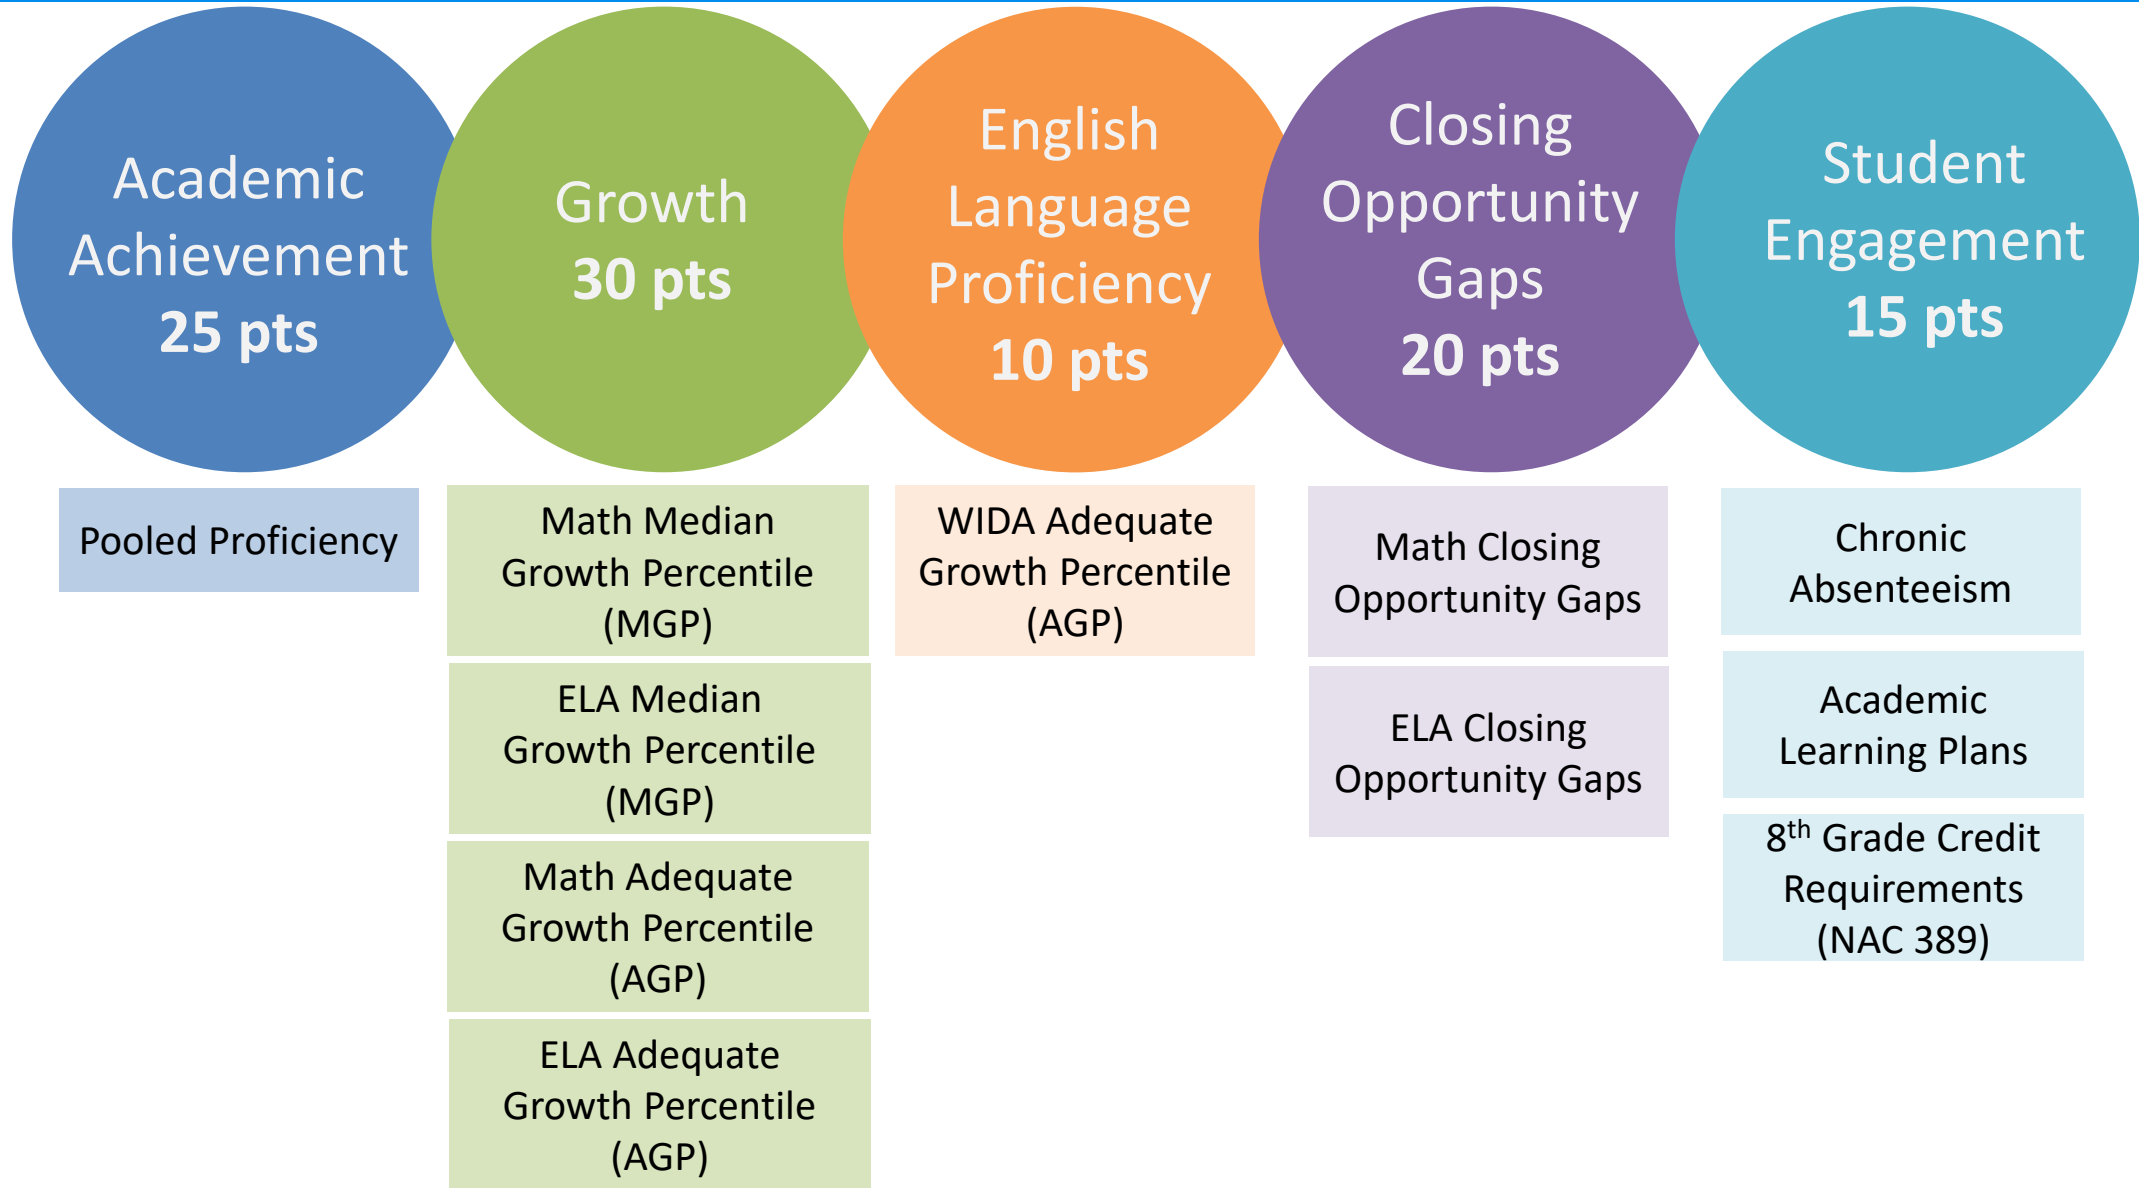 Academic
Achievement
25 pts
Growth
30 pts
English
Language
Proficiency
10 pts
Closing
Opportunity
Gaps
20 pts
Student
Engagement
15 pts
Pooled Proficiency
Math Median
Growth Percentile
(MGP)
ELA Median
Growth Percentile
(MGP)
Math Adequate
Growth Percentile
(AGP)
ELA Adequate
Growth Percentile
(AGP)
WIDA Adequate
Growth Percentile
(AGP)
Math Closing
Opportunity Gaps
ELA Closing
Opportunity Gaps
Chronic
Absenteeism
Academic
Learning Plans
8th Grade Credit
Requirements
(NAC 389)